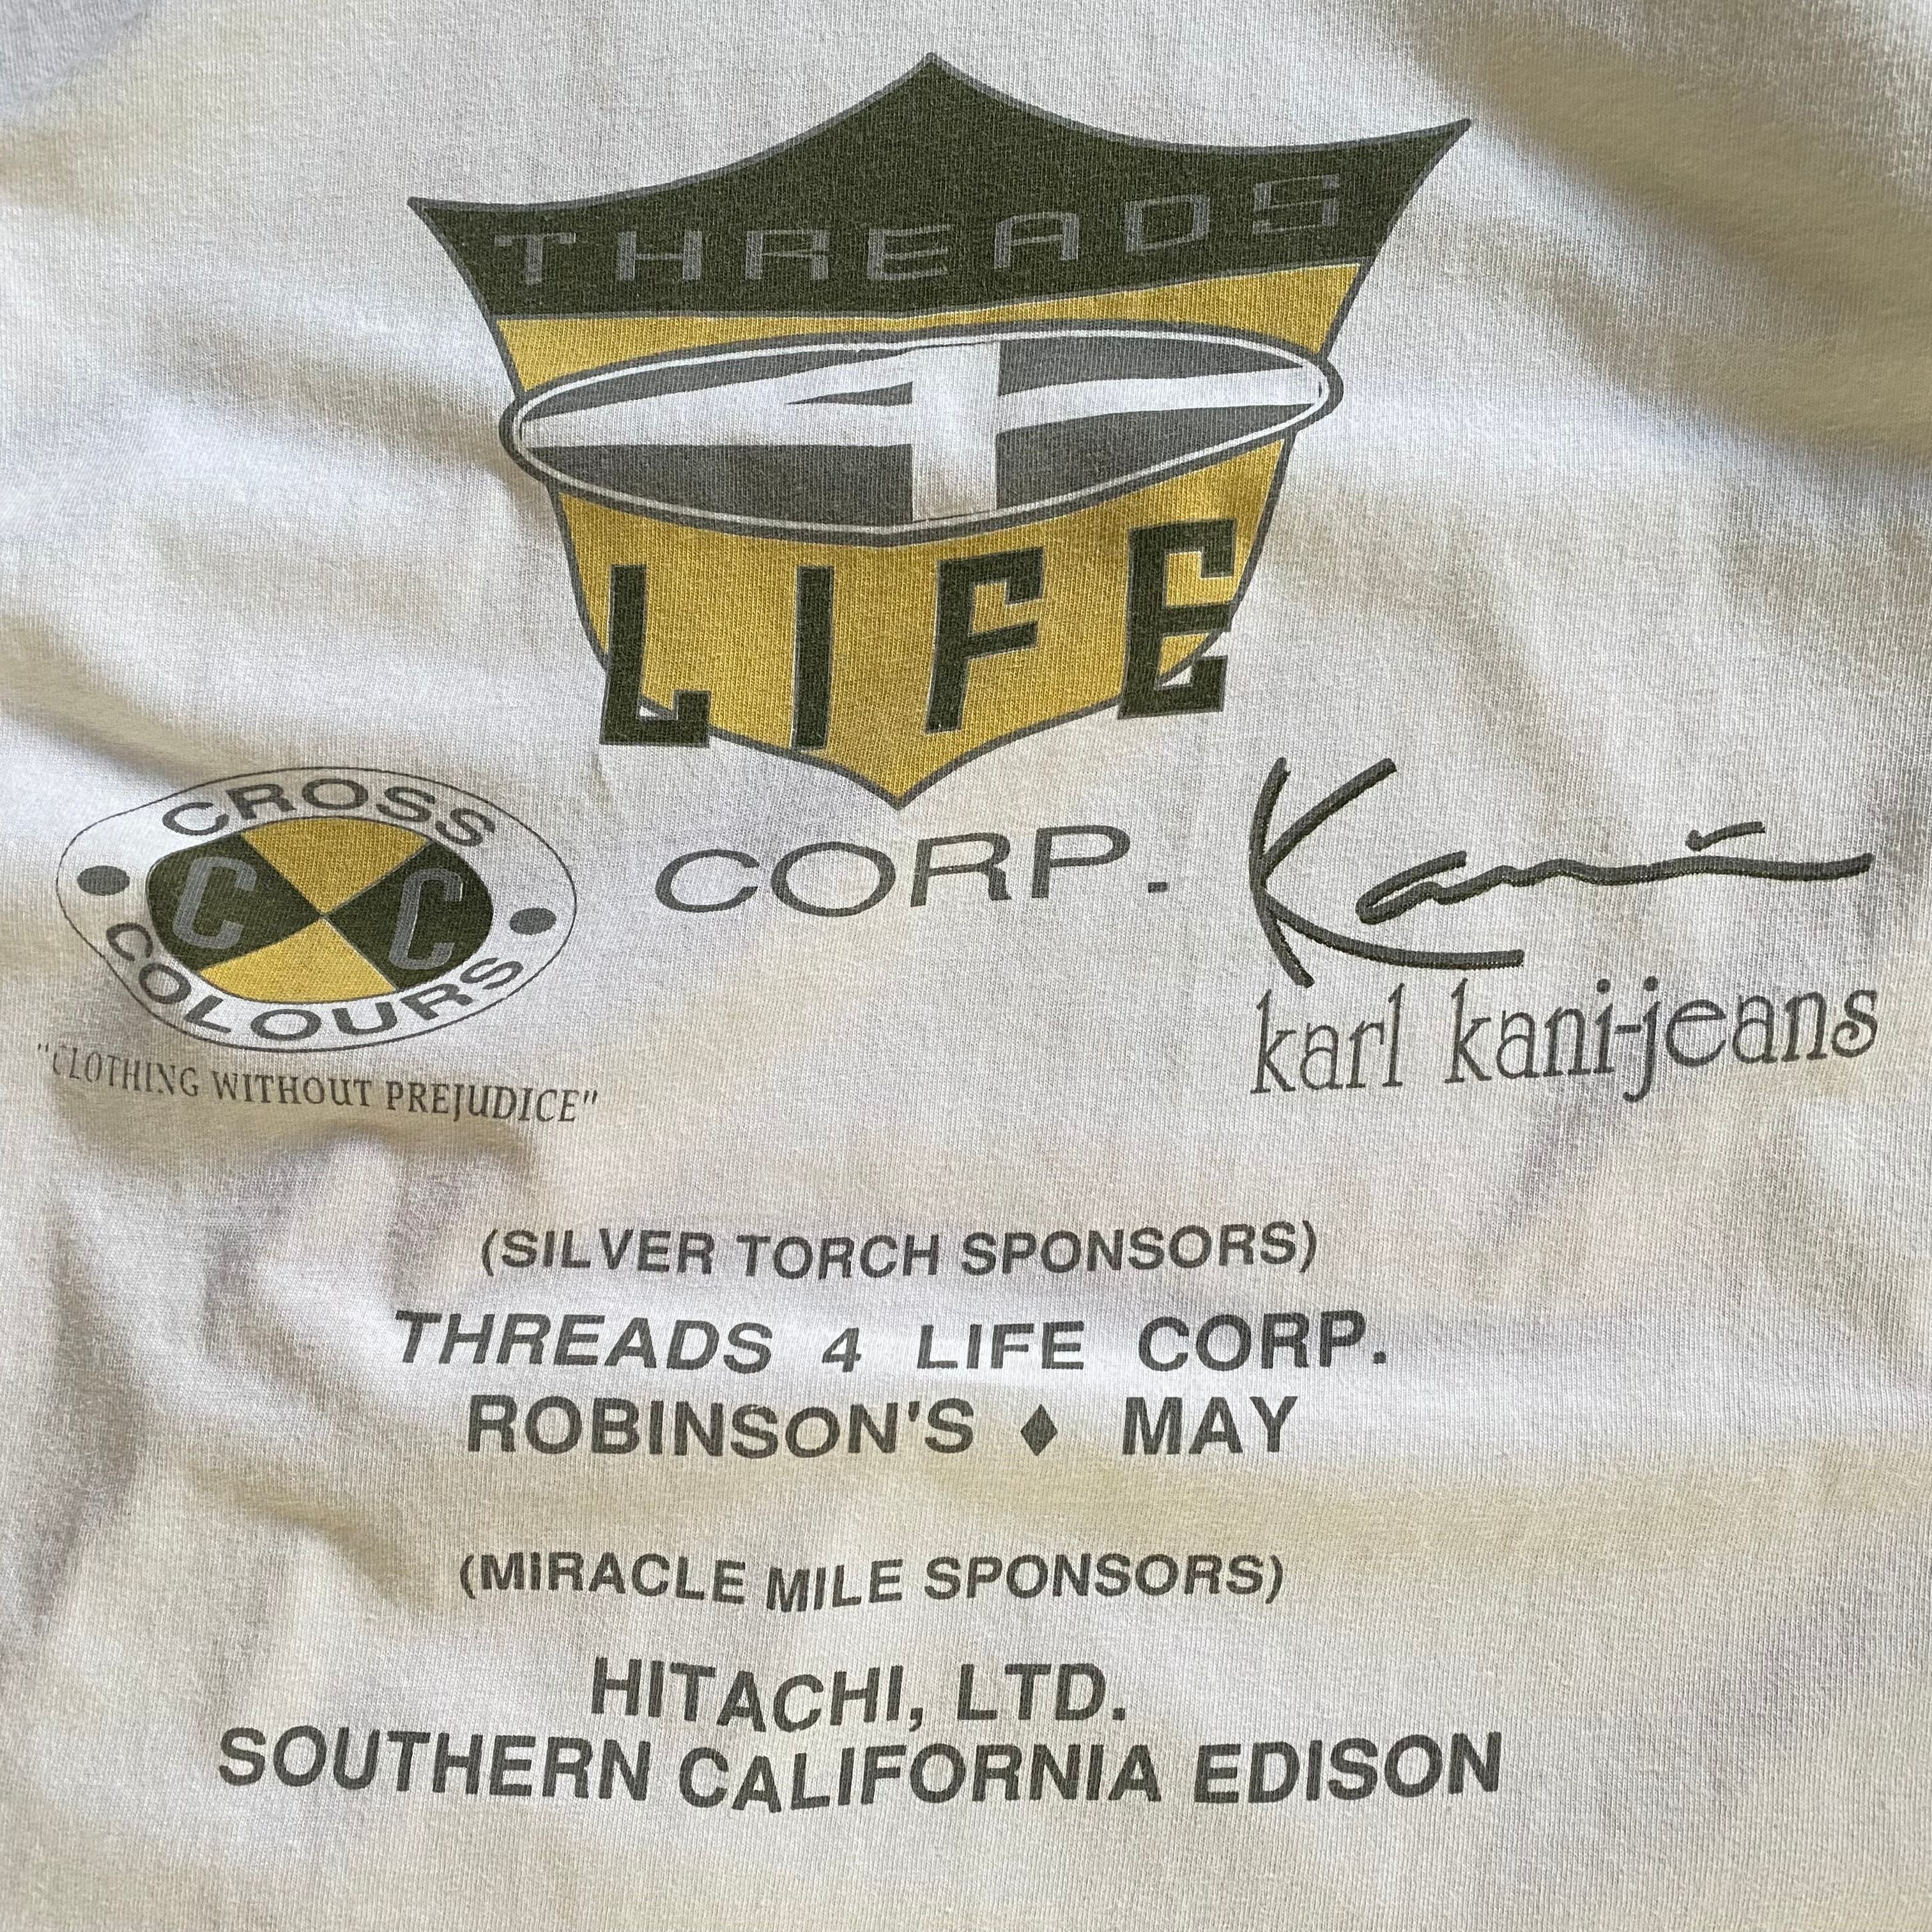 THREADS
4
LIFE
CORP.
CROSS
C C
COLOURS
"CLOTHING WITHOUT PREJUDICE"
Kani
karl kani-jeans
(SILVER TORCH SPONSORS)
THREADS 4 LIFE CORP.
ROBINSON'S ♦ MAY
(MIRACLE MILE SPONSORS)
HITACHI, LTD.
SOUTHERN CALIFORNIA EDISON